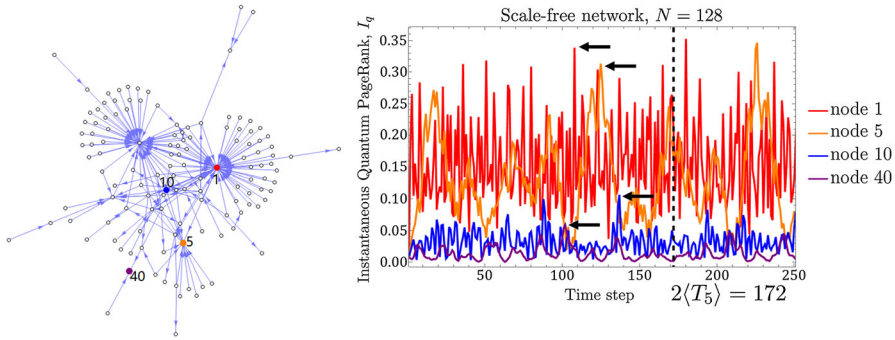 10
1
5
40
Scale-free network, N = 128
Instantaneous Quantum PageRank, I_q
0.35
0.30
0.25
0.20
0.15
0.10
0.05
0.00
50
100
150
200
250
Time step
2⟨T₅⟩ = 172
node 1
node 5
node 10
node 40